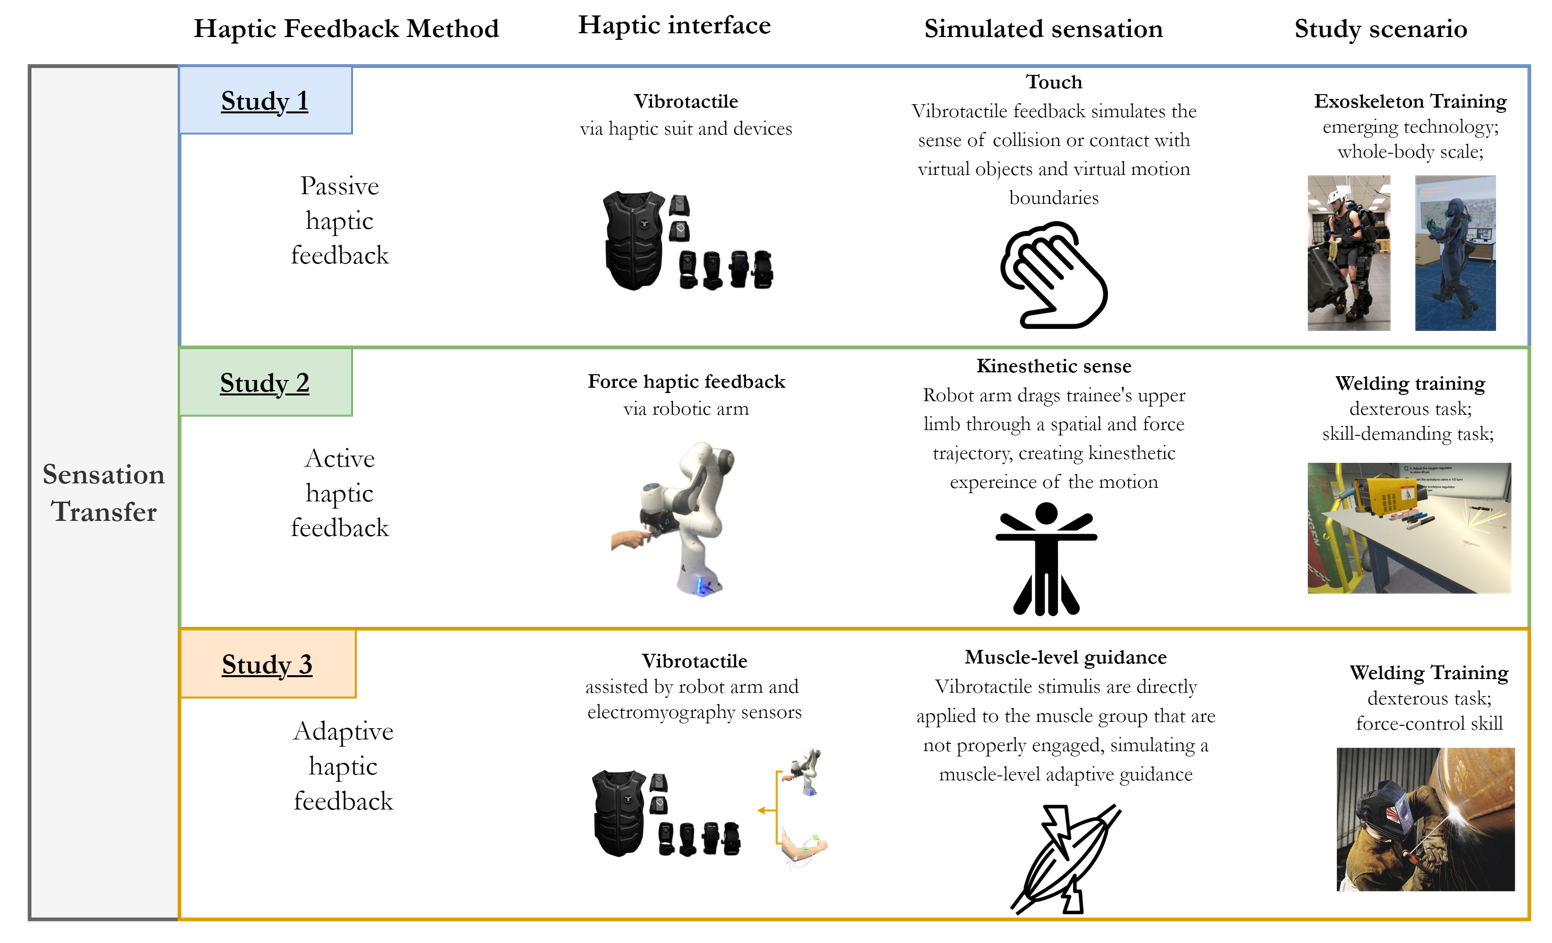 Haptic Feedback Method
Haptic interface
Simulated sensation
Study scenario
Sensation
Transfer
Study 1
Passive
haptic
feedback
Vibrotactile
via haptic suit and devices
Touch
Vibrotactile feedback simulates the
sense of collision or contact with
virtual objects and virtual motion
boundaries
Exoskeleton Training
emerging technology;
whole-body scale;
Study 2
Active
haptic
feedback
Force haptic feedback
via robotic arm
Kinesthetic sense
Robot arm drags trainee's upper
limb through a spatial and force
trajectory, creating kinesthetic
expereince of the motion
Welding training
dexterous task;
skill-demanding task;
Study 3
Adaptive
haptic
feedback
Vibrotactile
assisted by robot arm and
electromyography sensors
Muscle-level guidance
Vibrotactile stimulis are directly
applied to the muscle group that are
not properly engaged, simulating a
muscle-level adaptive guidance
Welding Training
dexterous task;
force-control skill